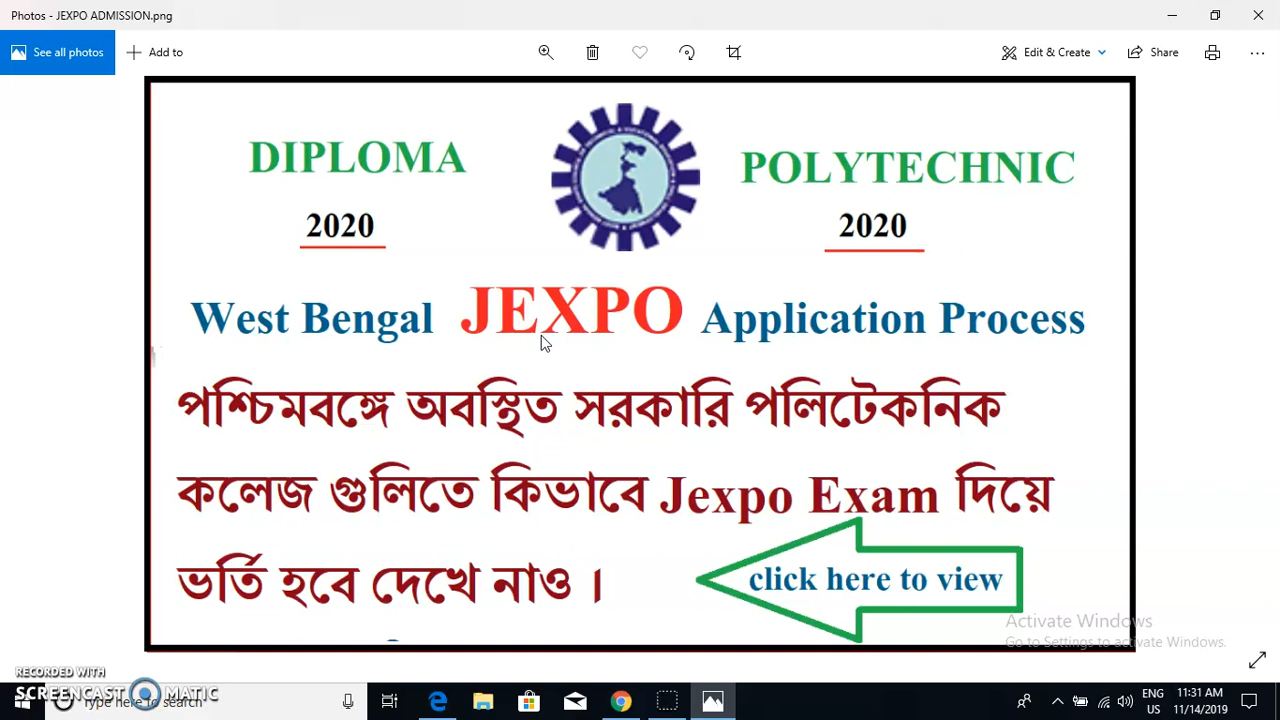 Photos - JEXPO ADMISSION.png
See all photos
Add to
Edit & Create
Share
DIPLOMA
POLYTECHNIC
2020
2020
West Bengal JEXPO Application Process
পশ্চিমবঙ্গে অবস্থিত সরকারি পলিটেকনিক
কলেজ গুলিতে কিভাবে Jexpo Exam দিয়ে
ভর্তি হবে দেখে নাও ।
click here to view
Activate Windows
Go to Settings to activate Windows.
RECORDED WITH
SCREENCAST MATIC
Type here to search
ENG
US
11:31 AM
11/14/2019